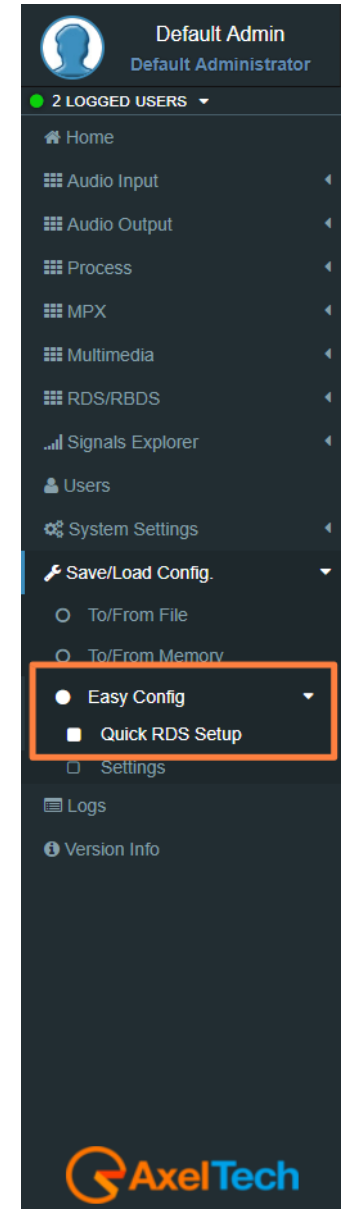 Default Admin
Default Administrator
2 LOGGED USERS
Home
Audio Input
Audio Output
Process
MPX
Multimedia
RDS/RBDS
Signals Explorer
Users
System Settings
Save/Load Config.
To/From File
To/From Memory
Easy Config
Quick RDS Setup
Settings
Logs
Version Info
AxelTech